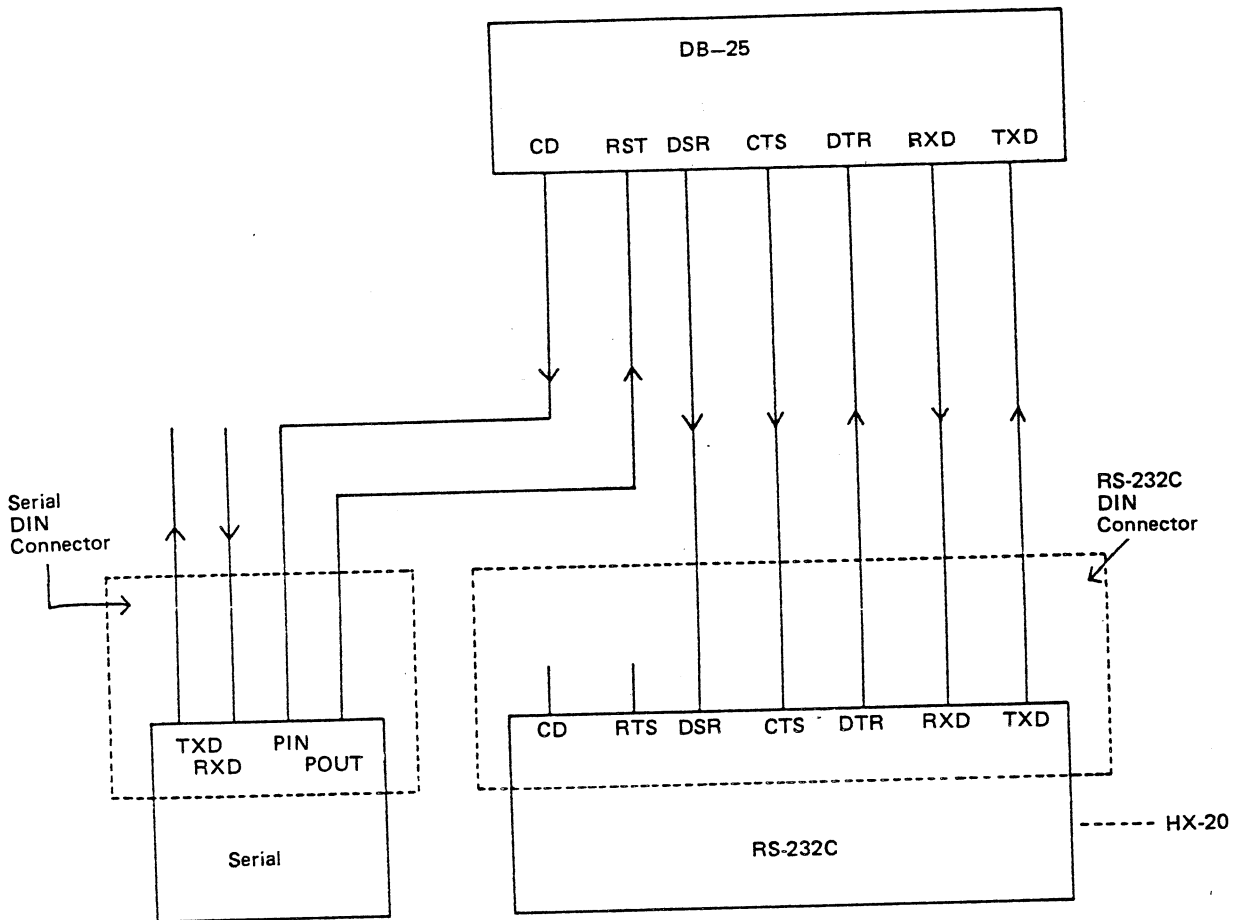 DB-25
CD RST DSR CTS DTR RXD TXD
Serial
DIN
Connector
RS-232C
DIN
Connector
TXD PIN
RXD POUT
CD RTS DSR CTS DTR RXD TXD
Serial
RS-232C
HX-20